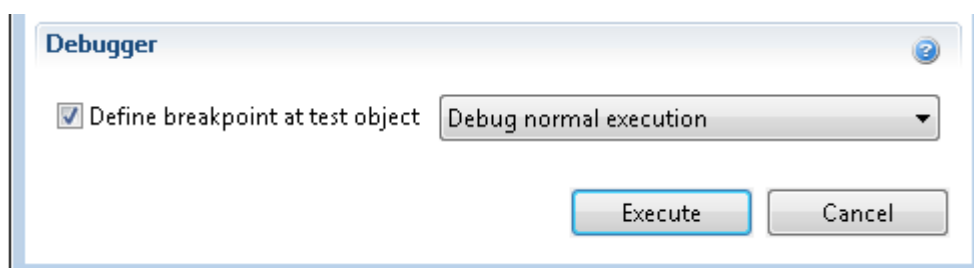 Debugger
Define breakpoint at test object Debug normal execution
Execute Cancel